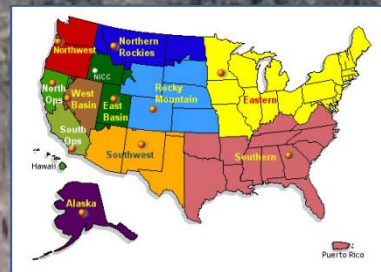 Northwest
Northern
Rockies
NICC
North
Ops
West
Basin
East
Basin
Rocky
Mountain
Eastern
South
Ops
Southwest
Southern
Hawaii
Alaska
Puerto Rico